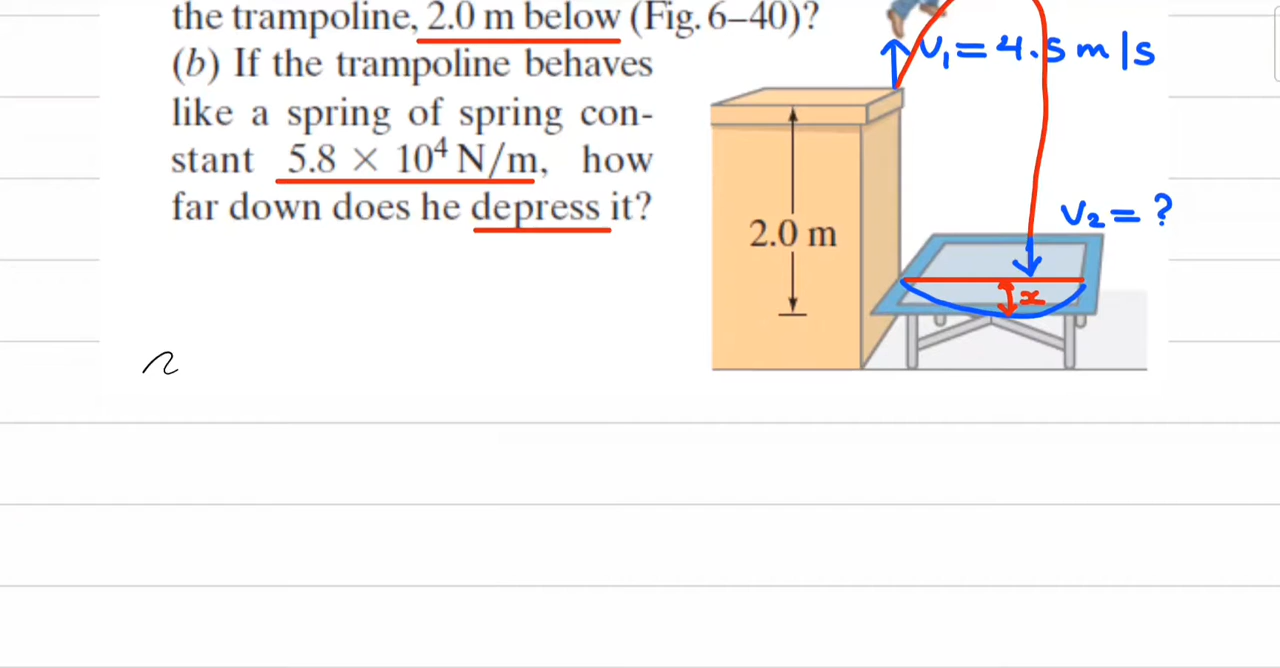 the trampoline, 2.0 m below (Fig. 6–40)?
(b) If the trampoline behaves
like a spring of spring con-
stant 5.8 × 10⁴ N/m, how
far down does he depress it?
v₁ = 4.5 m/s
2.0 m
v₂ = ?
x